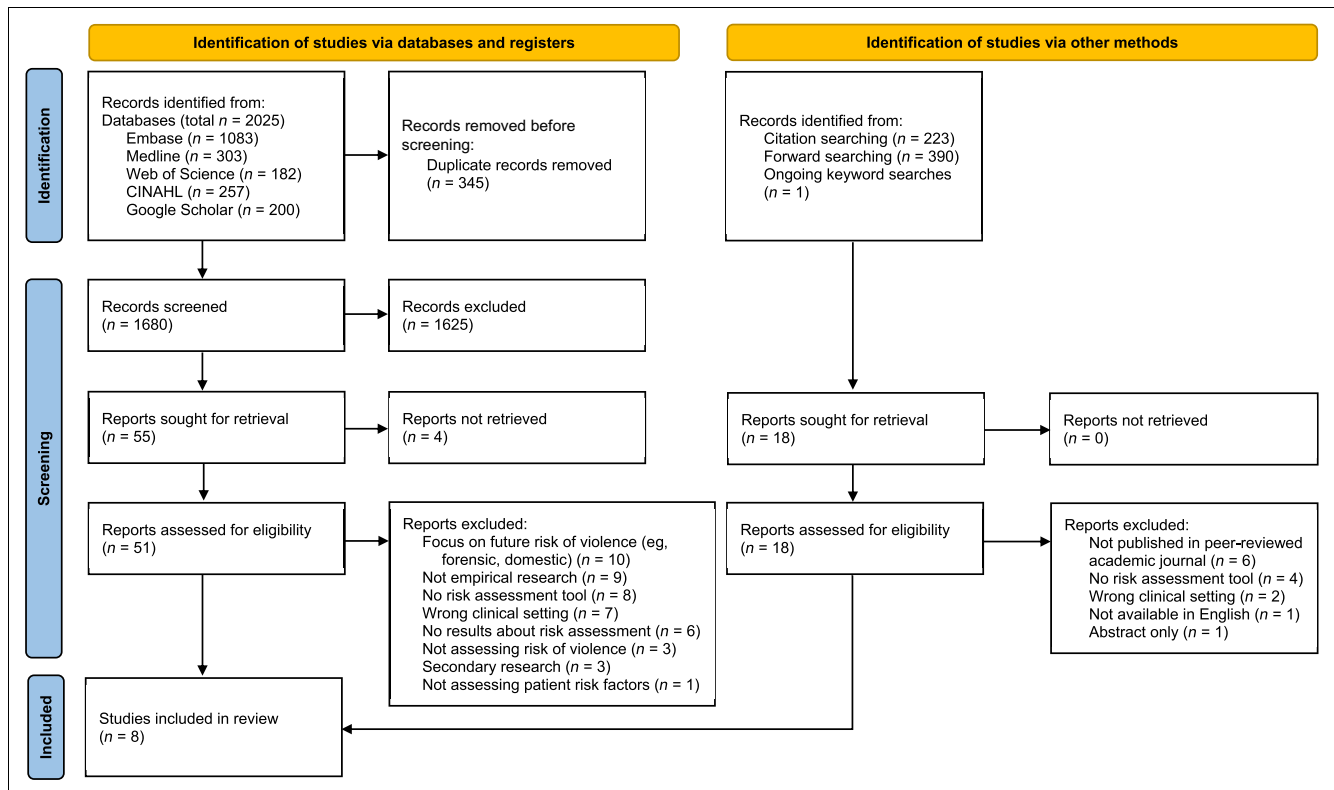 Identification of studies via databases and registers
Identification of studies via other methods
Identification
Records identified from:
Databases (total n = 2025)
Embase (n = 1083)
Medline (n = 303)
Web of Science (n = 182)
CINAHL (n = 257)
Google Scholar (n = 200)
Records removed before
screening:
Duplicate records removed
(n = 345)
Records identified from:
Citation searching (n = 223)
Forward searching (n = 390)
Ongoing keyword searches
(n = 1)
Screening
Records screened
(n = 1680)
Records excluded
(n = 1625)
Reports sought for retrieval
(n = 55)
Reports not retrieved
(n = 4)
Reports sought for retrieval
(n = 18)
Reports not retrieved
(n = 0)
Reports assessed for eligibility
(n = 51)
Reports excluded:
Focus on future risk of violence (eg,
forensic, domestic) (n = 10)
Not empirical research (n = 9)
No risk assessment tool (n = 8)
Wrong clinical setting (n = 7)
No results about risk assessment (n = 6)
Not assessing risk of violence (n = 3)
Secondary research (n = 3)
Not assessing patient risk factors (n = 1)
Reports assessed for eligibility
(n = 18)
Reports excluded:
Not published in peer-reviewed
academic journal (n = 6)
No risk assessment tool (n = 4)
Wrong clinical setting (n = 2)
Not available in English (n = 1)
Abstract only (n = 1)
Included
Studies included in review
(n = 8)